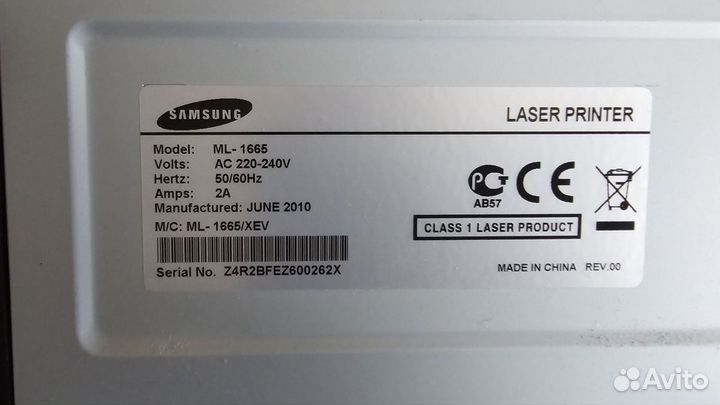 SAMSUNG
LASER PRINTER
Model: ML- 1665
Volts: AC 220-240V
Hertz: 50/60Hz
Amps: 2A
Manufactured: JUNE 2010
M/C: ML- 1665/XEV
Serial No. Z4R2BFEZ600262X
РСТ
AB57
CE
CLASS 1 LASER PRODUCT
MADE IN CHINA REV.00
Avito